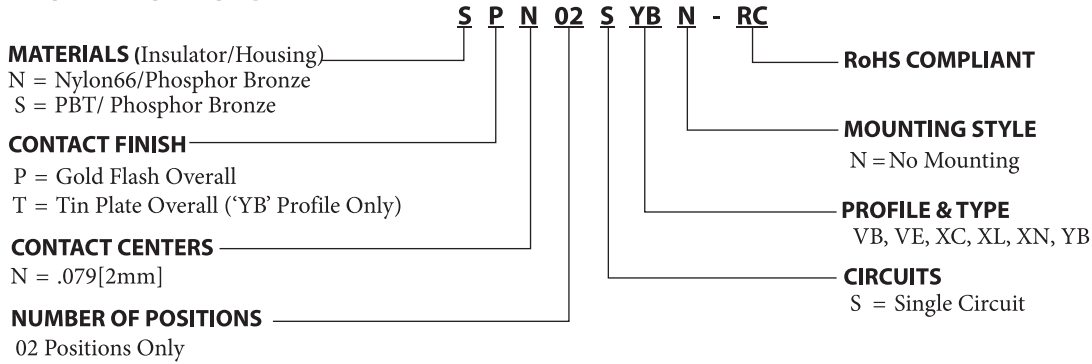 S P N 02 S YB N - RC
MATERIALS (Insulator/Housing)
N = Nylon66/Phosphor Bronze
S = PBT/ Phosphor Bronze
CONTACT FINISH
P = Gold Flash Overall
T = Tin Plate Overall (‘YB’ Profile Only)
CONTACT CENTERS
N = .079[2mm]
NUMBER OF POSITIONS
02 Positions Only
RoHS COMPLIANT
MOUNTING STYLE
N = No Mounting
PROFILE & TYPE
VB, VE, XC, XL, XN, YB
CIRCUITS
S = Single Circuit